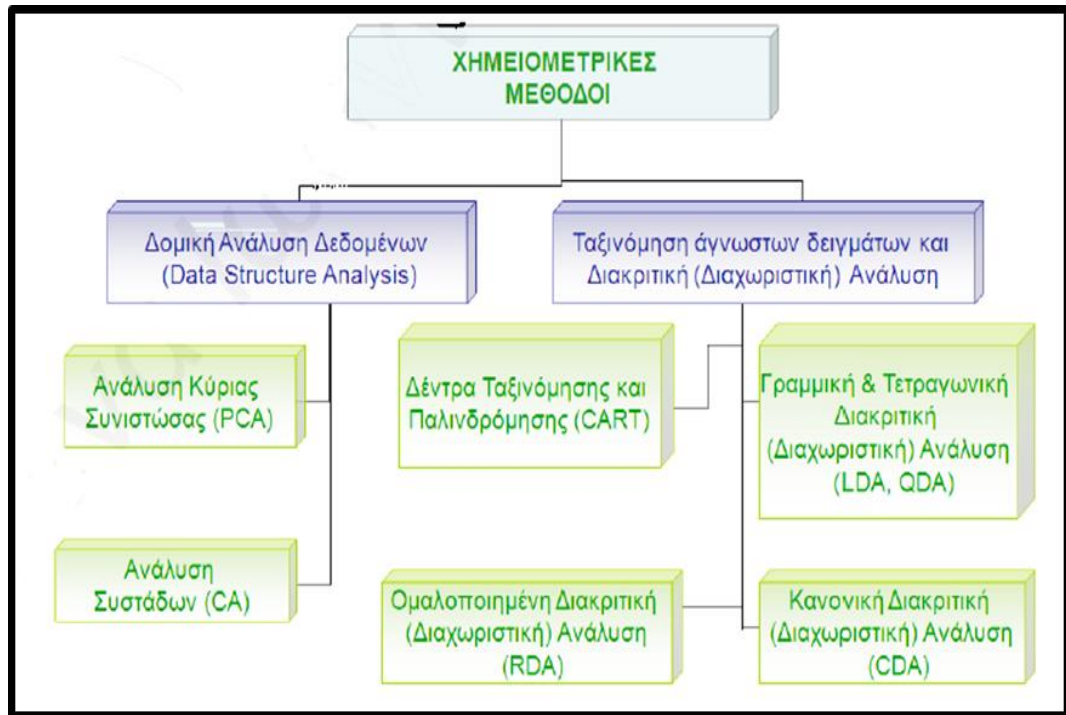 ΧΗΜΕΙΟΜΕΤΡΙΚΕΣ
ΜΕΘΟΔΟΙ
Δομική Ανάλυση Δεδομένων
(Data Structure Analysis)
Ταξινόμηση άγνωστων δειγμάτων και
Διακριτική (Διαχωριστική) Ανάλυση
Ανάλυση Κύριας
Συνιστώσας (PCA)
Δέντρα Ταξινόμησης και
Παλινδρόμησης (CART)
Γραμμική & Τετραγωνική
Διακριτική
(Διαχωριστική) Ανάλυση
(LDA, QDA)
Ανάλυση
Συστάδων (CA)
Ομαλοποιημένη Διακριτική
(Διαχωριστική) Ανάλυση
(RDA)
Κανονική Διακριτική
(Διαχωριστική) Ανάλυση
(CDA)